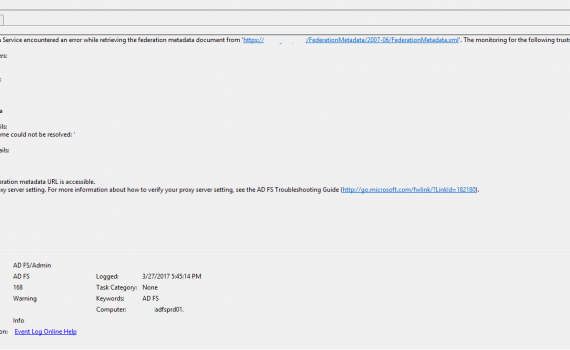 Service encountered an error while retrieving the federation metadata document from 'https:// /FederationMetadata/2007-06/FederationMetadata.xml'. The monitoring for the following trusts
ers:
a
ils:
me could not be resolved: '
ails:
eration metadata URL is accessible.
xy server setting. For more information about how to verify your proxy server setting, see the AD FS Troubleshooting Guide (http://go.microsoft.com/fwlink/?LinkId=182180).
AD FS/Admin
AD FS Logged: 3/27/2017 5:45:14 PM
168 Task Category: None
Warning Keywords: AD FS
Computer: adfsprd01.
Info
on: Event Log Online Help